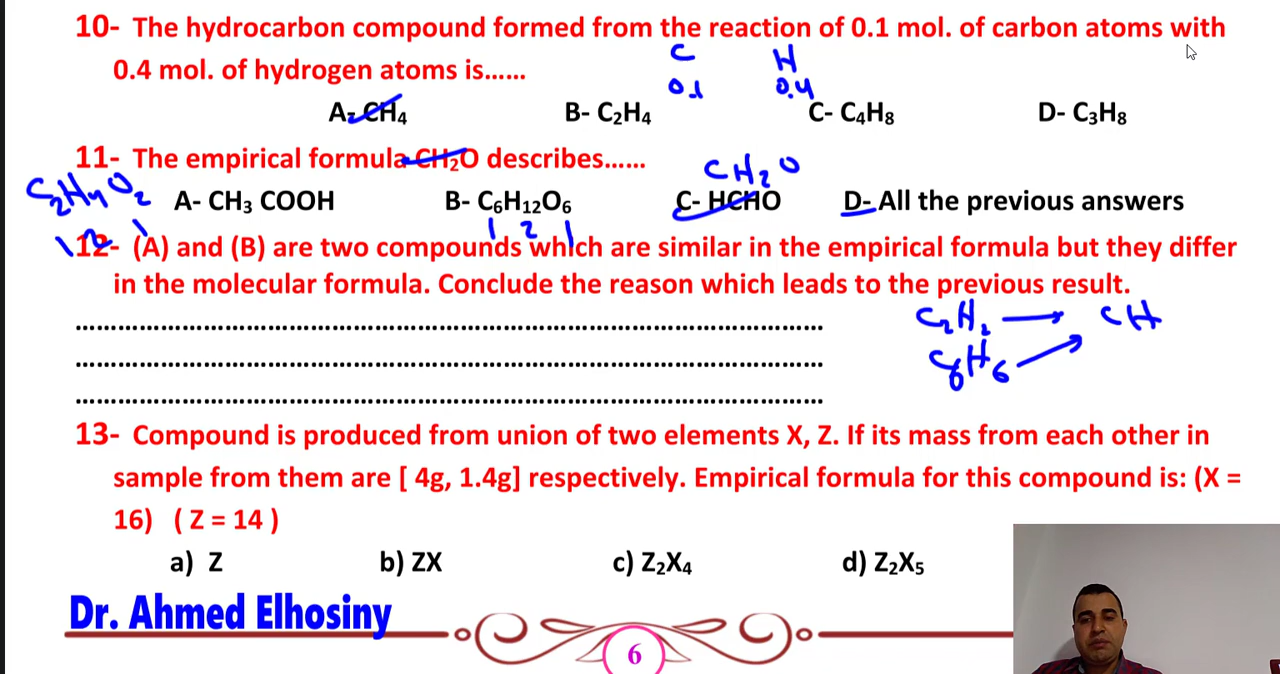 10- The hydrocarbon compound formed from the reaction of 0.1 mol. of carbon atoms with
C H
0.4 mol. of hydrogen atoms is……
0.1 0.4
A- CH₄ B- C₂H₄ C- C₄H₈ D- C₃H₈
11- The empirical formula CH₂O describes……
CH₂O
C₂H₄O₂ A- CH₃ COOH B- C₆H₁₂O₆ C- HCHO D- All the previous answers
1 2 1 1 2 1
12- (A) and (B) are two compounds which are similar in the empirical formula but they differ
in the molecular formula. Conclude the reason which leads to the previous result.
C₂H₂ → CH
C₆H₆
13- Compound is produced from union of two elements X, Z. If its mass from each other in
sample from them are [ 4g, 1.4g] respectively. Empirical formula for this compound is: (X =
16) ( Z = 14 )
a) Z b) ZX c) Z₂X₄ d) Z₂X₅
Dr. Ahmed Elhosiny
6